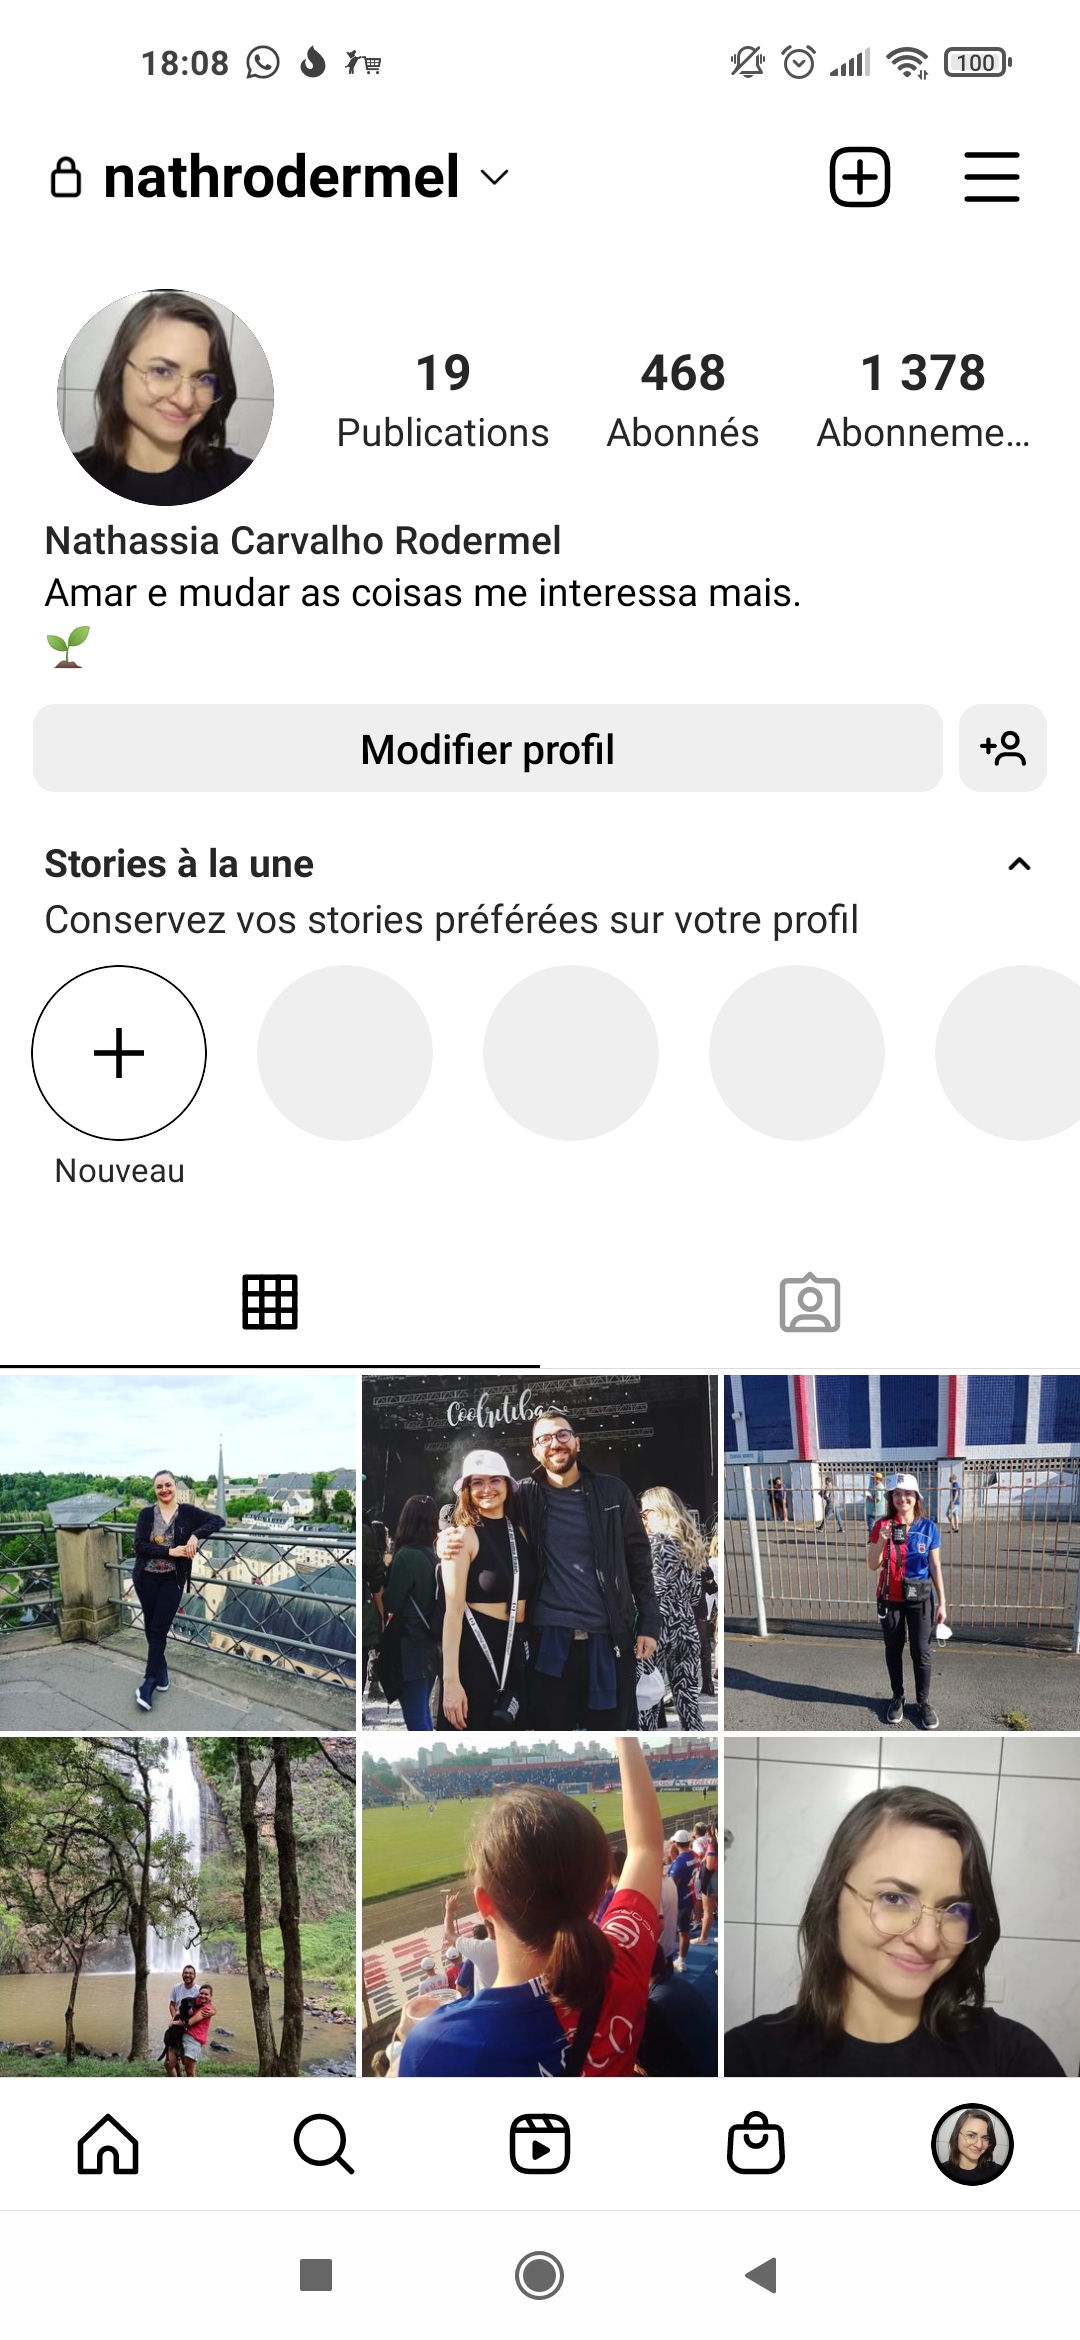 18:08
100
nathrodermel
19
468
1 378
Publications
Abonnés
Abonneme...
Nathassia Carvalho Rodermel
Amar e mudar as coisas me interessa mais.
Modifier profil
Stories à la une
Conservez vos stories préférées sur votre profil
Nouveau
Coolritiba